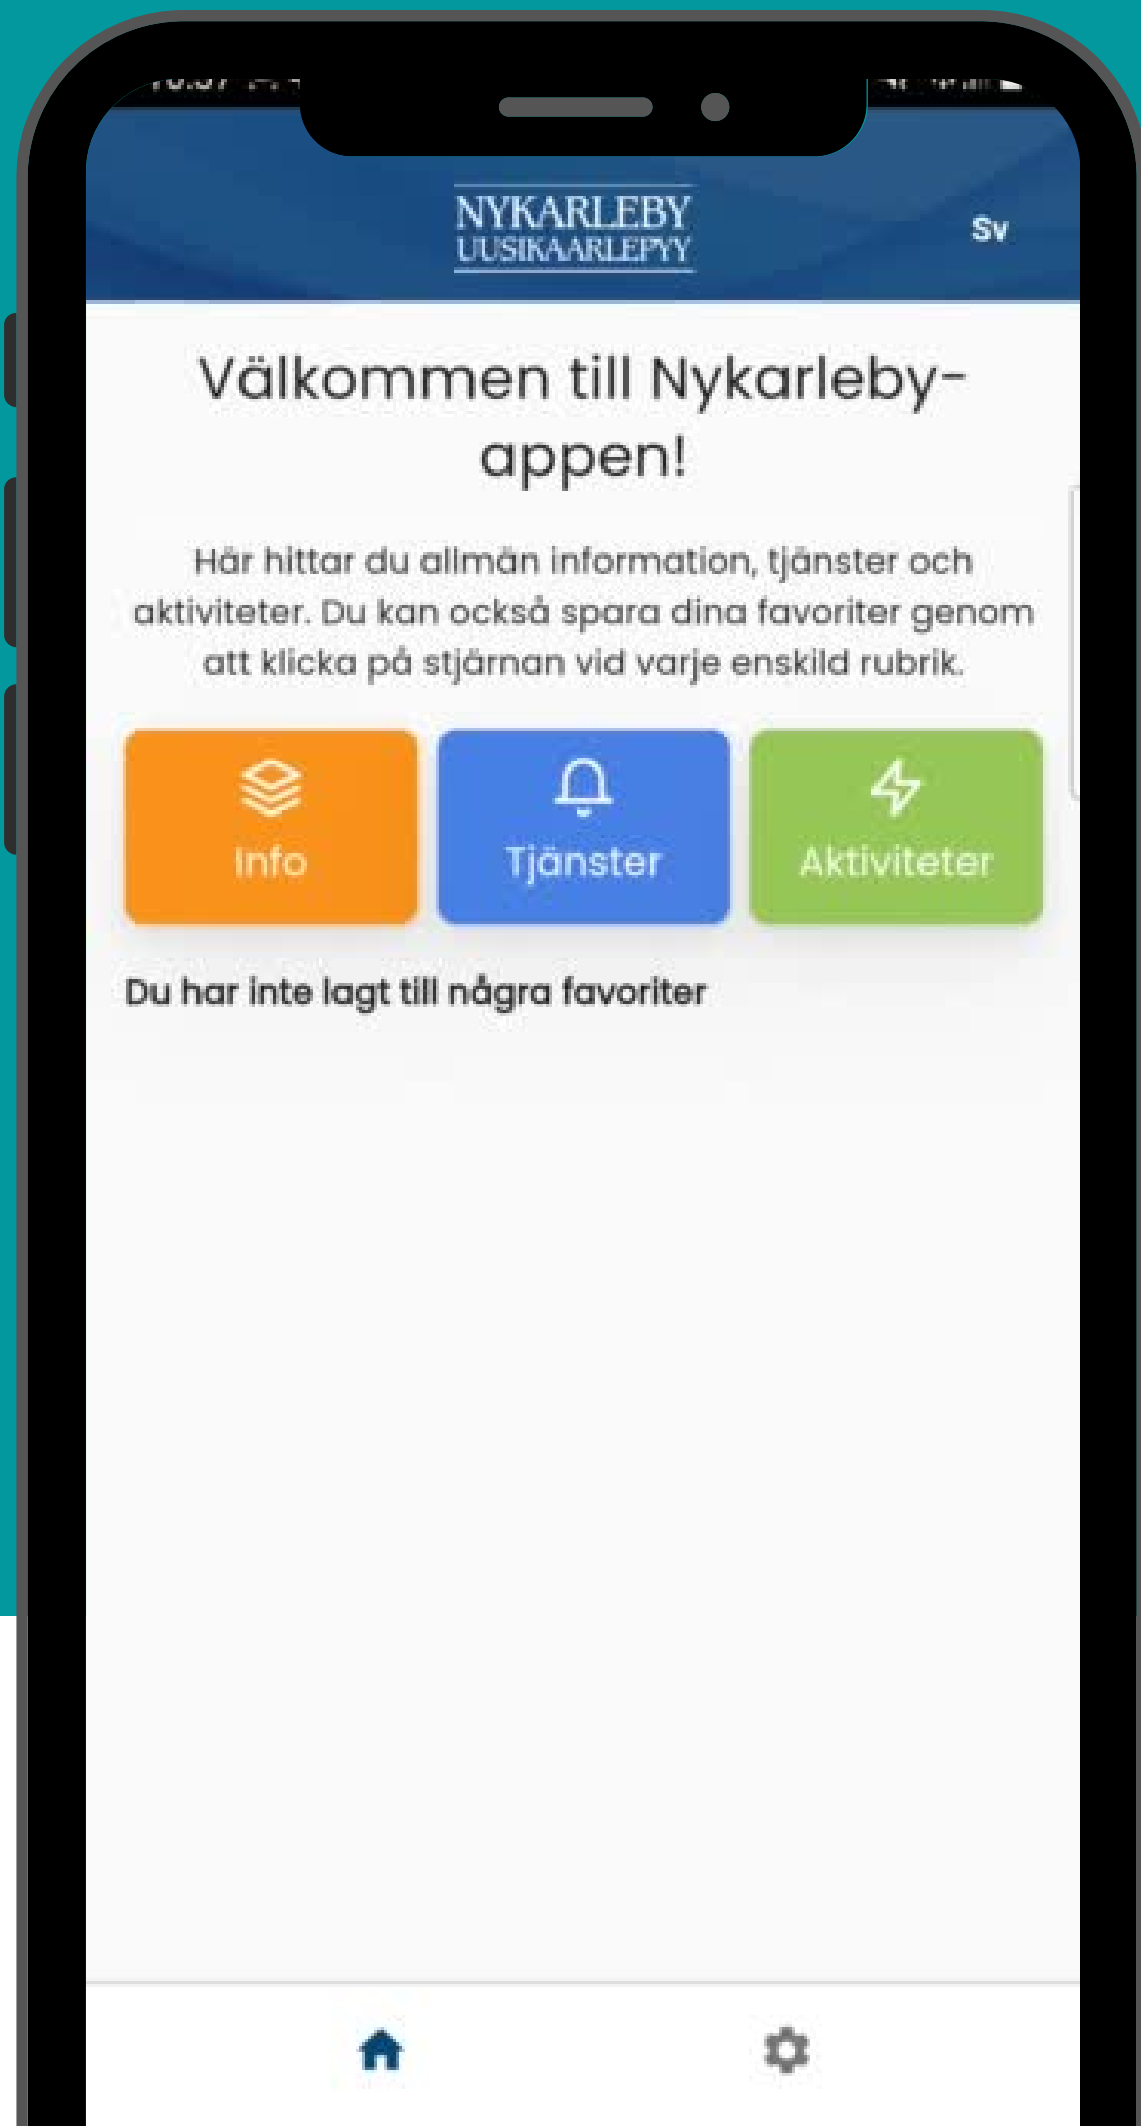 NYKARLEBY
UUSIKAARLEPYY
Sv
Välkommen till Nykarleby-
appen!
Här hittar du allmän information, tjänster och
aktiviteter. Du kan också spara dina favoriter genom
att klicka på stjärnan vid varje enskild rubrik.
Info
Tjänster
Aktiviteter
Du har inte lagt till några favoriter